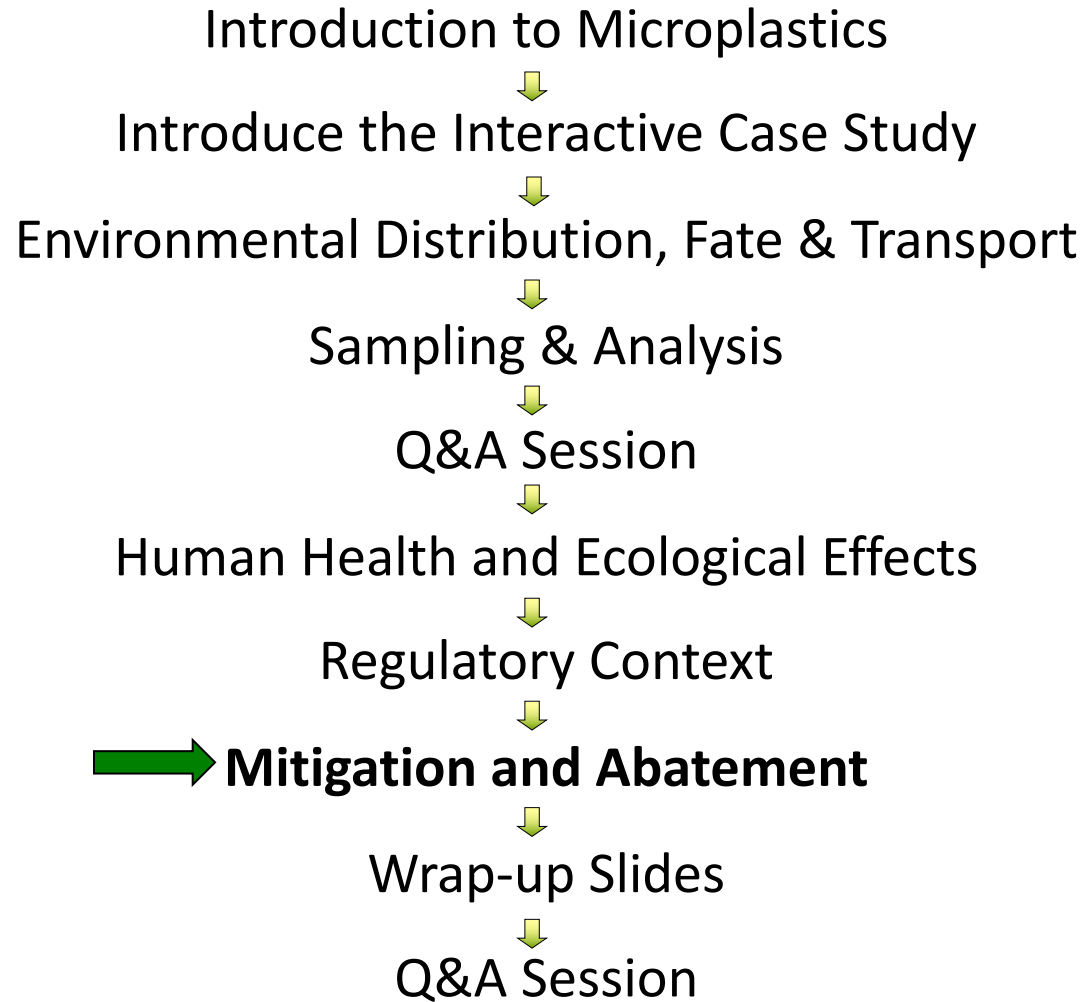 Introduction to Microplastics
Introduce the Interactive Case Study
Environmental Distribution, Fate & Transport
Sampling & Analysis
Q&A Session
Human Health and Ecological Effects
Regulatory Context
Mitigation and Abatement
Wrap-up Slides
Q&A Session